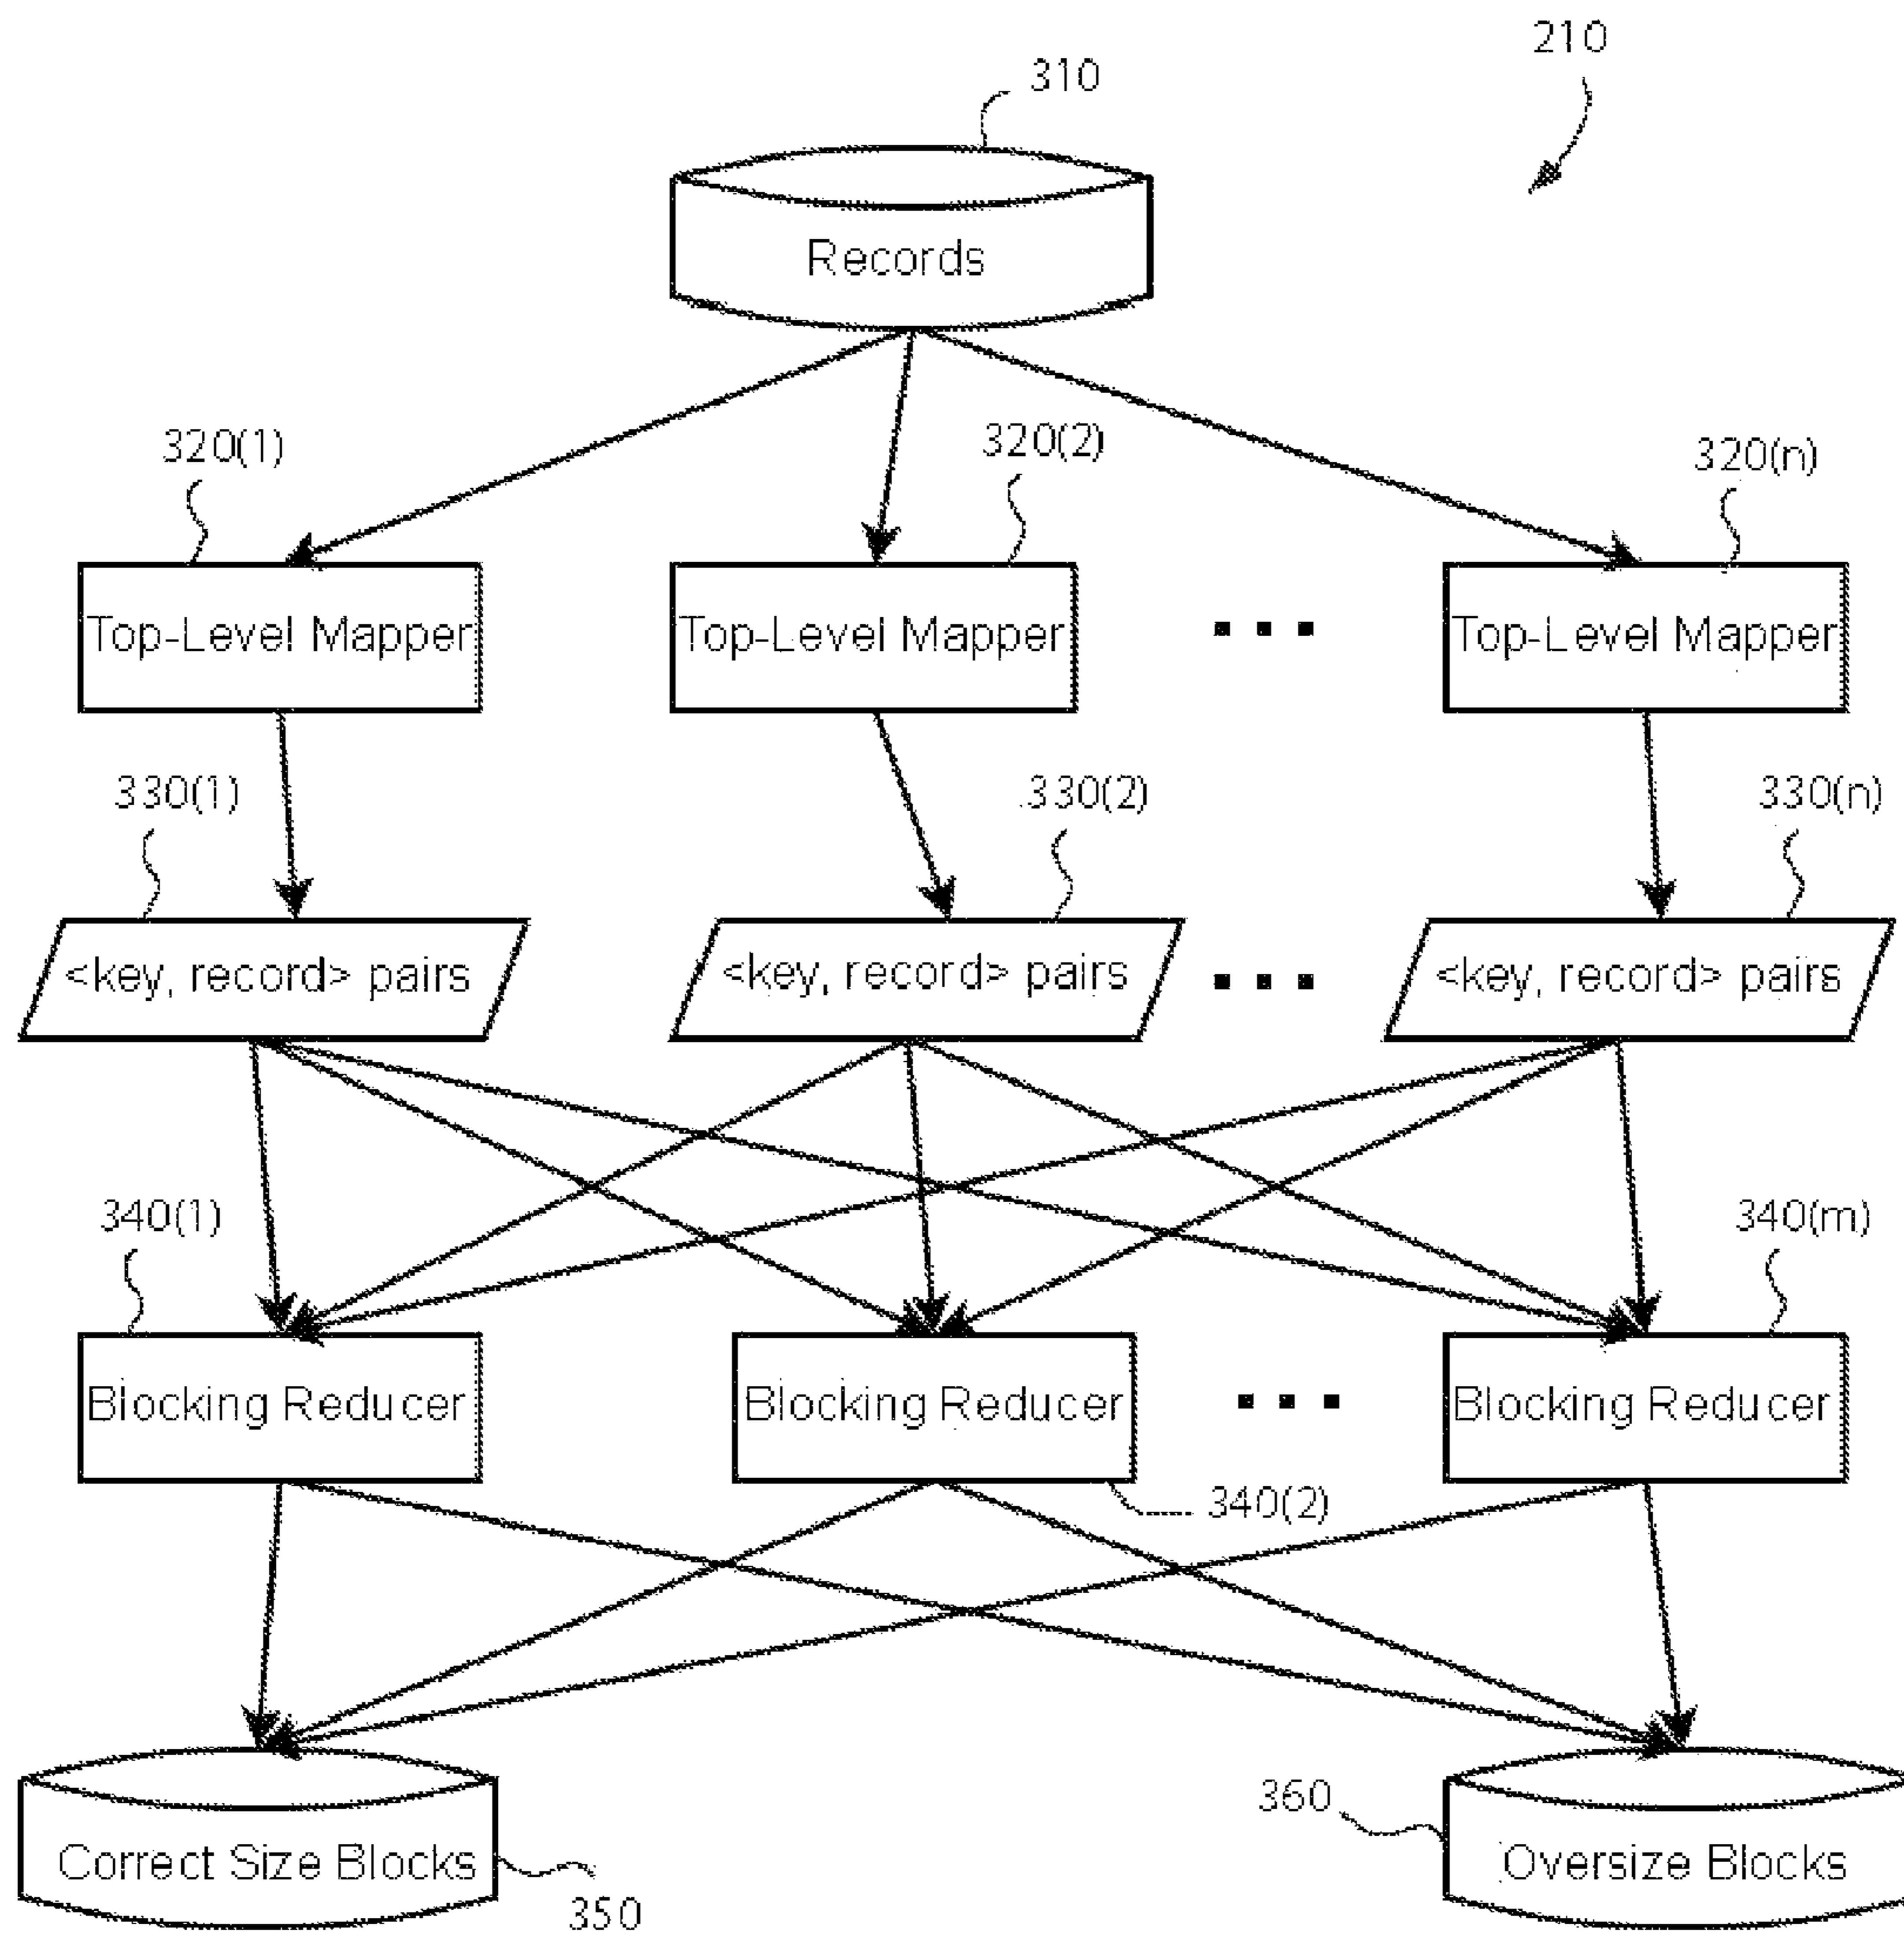 210
310
Records
320(1)
320(2)
320(n)
Top-Level Mapper
Top-Level Mapper
...
Top-Level Mapper
330(1)
330(2)
330(n)
<key, record> pairs
<key, record> pairs
...
<key, record> pairs
340(1)
340(m)
Blocking Reducer
Blocking Reducer
...
Blocking Reducer
340(2)
360
Correct Size Blocks
Oversize Blocks
350